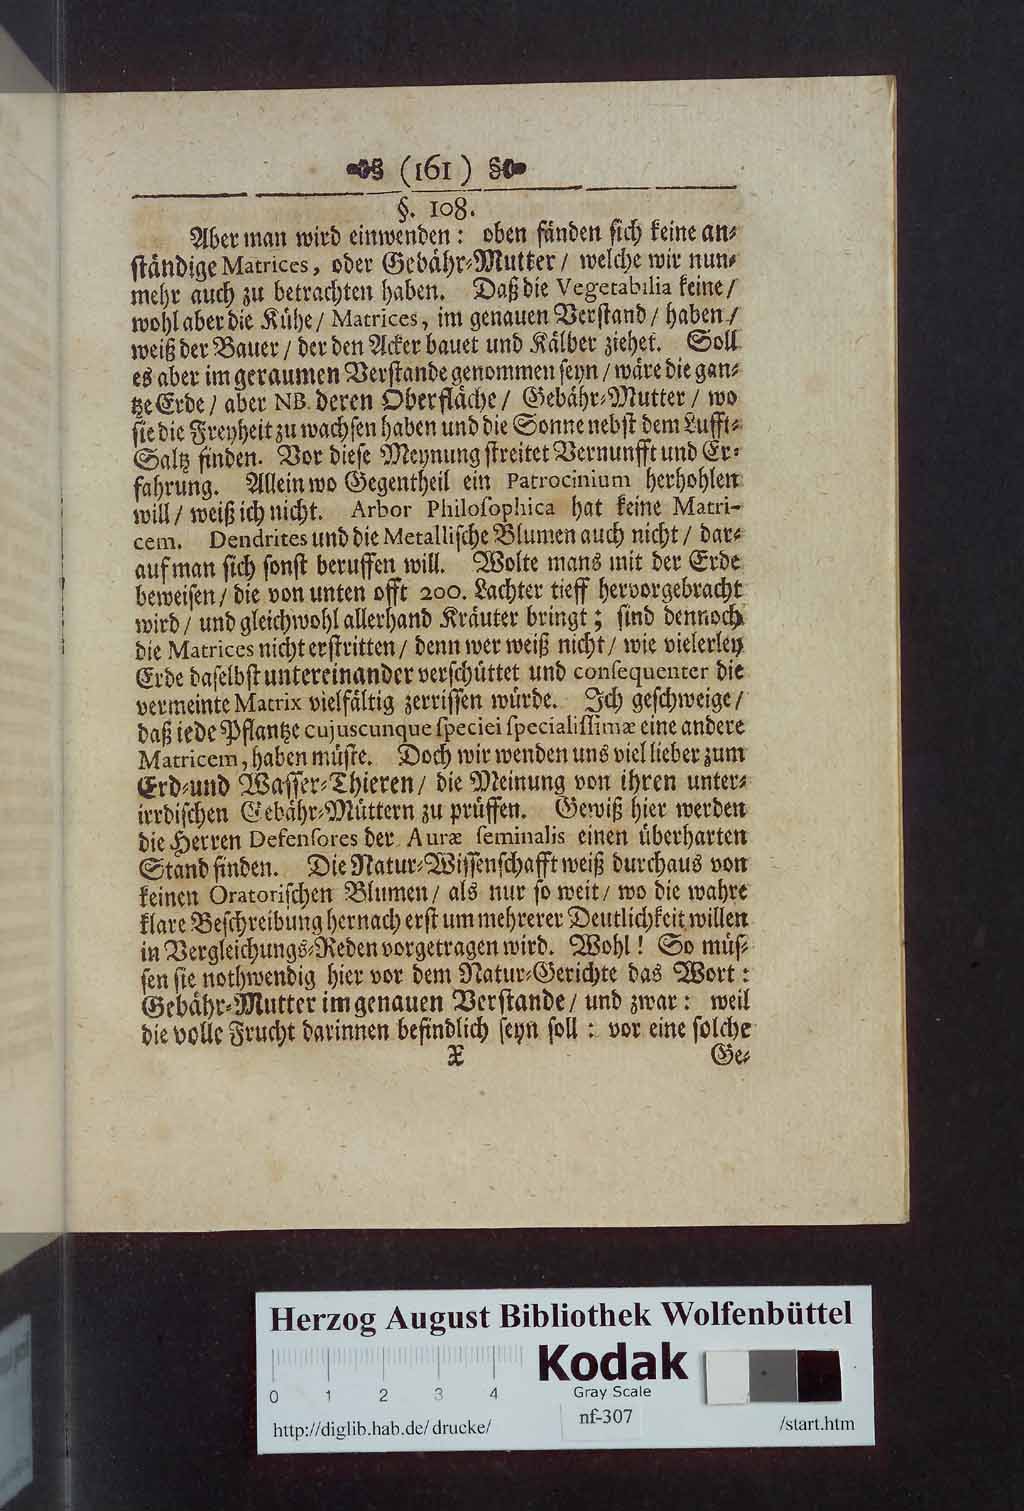 (161)
§. 108.
Aber man wird einwenden: oben fänden sich keine an-
ständige Matrices, oder Gebähr-Mutter / welche wir nun-
mehr auch zu betrachten haben. Daß die Vegetabilia keine /
wohl aber die Kühe / Matrices, im genauen Verstand / haben /
weiß der Bauer / der den Acker bauet und Kälber ziehet. Soll
es aber im geraumen Verstande genommen seyn / wäre die gan-
tze Erde / aber NB. deren Oberfläche / Gebähr-Mutter / wo
sie die Freyheit zu wachsen haben und die Sonne nebst dem Lufft-
Saltz finden. Vor diese Meynung streitet Vernunfft und Er-
fahrung. Allein wo Gegentheil ein Patrocinium herhohlen
will / weiß ich nicht. Arbor Philosophica hat keine Matri-
cem. Dendrites und die Metallische Blumen auch nicht / dar-
auf man sich sonst beruffen will. Wolte mans mit der Erde
beweisen / die von unten offt 200. Lachter tieff hervorgebracht
wird / und gleichwohl allerhand Kräuter bringt; sind dennoch
die Matrices nicht erstritten / denn wer weiß nicht / wie vielerley
Erde daselbst untereinander verschüttet und consequenter die
vermeinte Matrix vielfältig zerrissen würde. Ich geschweige /
daß iede Pflantze cujuscunque speciei specialissimæ eine andere
Matricem, haben müste. Doch wir wenden uns viel lieber zum
Erd-und Wasser-Thieren / die Meinung von ihren unter-
irrdischen Gebähr-Müttern zu prüffen. Gewiß hier werden
die Herren Defensores der Auræ seminalis einen überharten
Stand finden. Die Natur-Wissenschafft weiß durchaus von
keinen Oratorischen Blumen / als nur so weit / wo die wahre
klare Beschreibung hernach erst um mehrerer Deutlichkeit willen
in Vergleichungs-Reden vorgetragen wird. Wohl! So müs-
sen sie nothwendig hier vor dem Natur-Gerichte das Wort:
Gebähr-Mutter im genauen Verstande / und zwar: weil
die volle Frucht darinnen befindlich seyn soll: vor eine solche
X Ge-
Herzog August Bibliothek Wolfenbüttel
Kodak
Gray Scale
0 1 2 3 4
nf-307
http://diglib.hab.de/drucke/ /start.htm